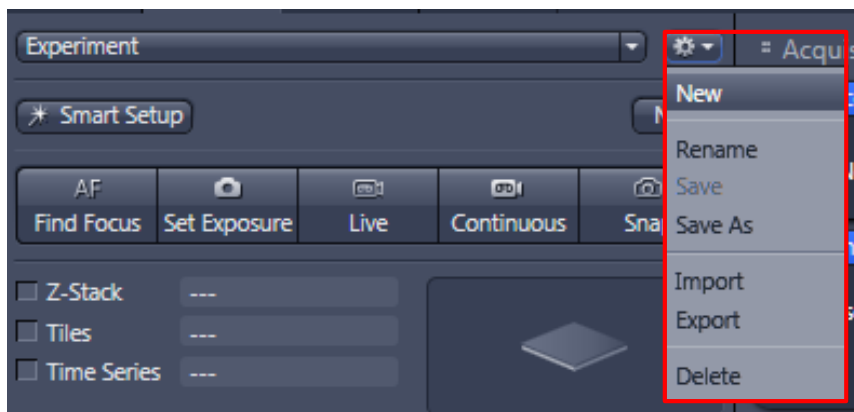 Experiment
Acquis
New
Smart Setup
Rename
Save
AF
Find Focus
Set Exposure
Live
Continuous
Snap
Save As
Import
Z-Stack
---
Export
Tiles
---
Time Series
---
Delete